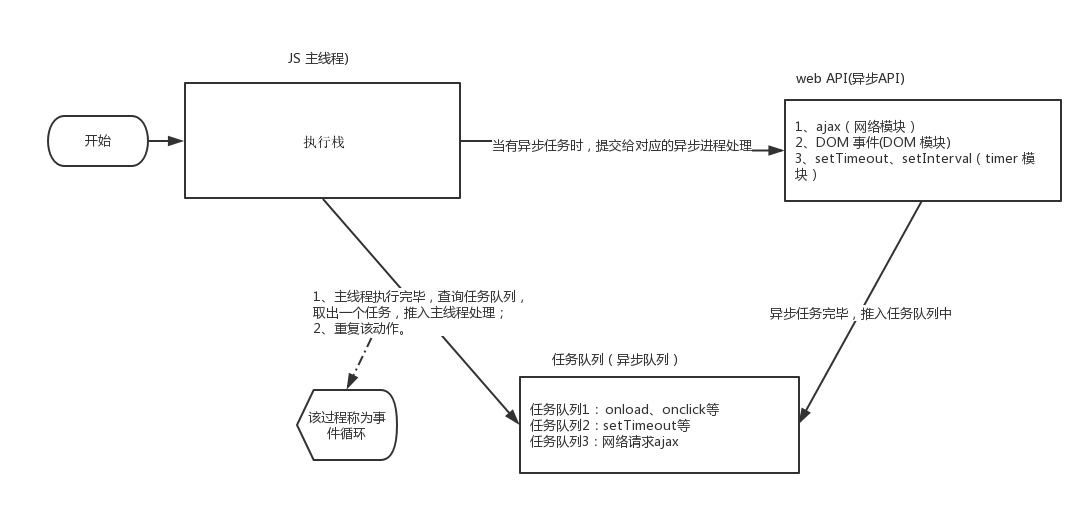 JS 主线程)
web API(异步API)
开始
执行栈
当有异步任务时，提交给对应的异步进程处理
1、ajax（网络模块）
2、DOM 事件(DOM 模块)
3、setTimeout、setInterval（timer 模
块）
1、主线程执行完毕，查询任务队列，
取出一个任务，推入主线程处理；
2、重复该动作。
异步任务完毕，推入任务队列中
任务队列（异步队列）
任务队列1：onload、onclick等
任务队列2：setTimeout等
任务队列3：网络请求ajax
该过程称为事
件循环